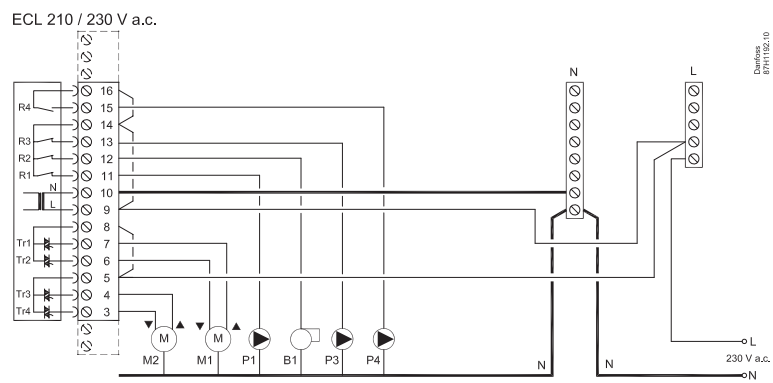 ECL 210 / 230 V a.c.
Danfoss
87H1192.10
N
L
16
R4 15
14
R3 13
R2 12
R1 11
N 10
L 9
8
Tr1 7
Tr2 6
5
Tr3 4
Tr4 3
M M
L
M2 M1 P1 B1 P3 P4
230 V a.c.
N N
N